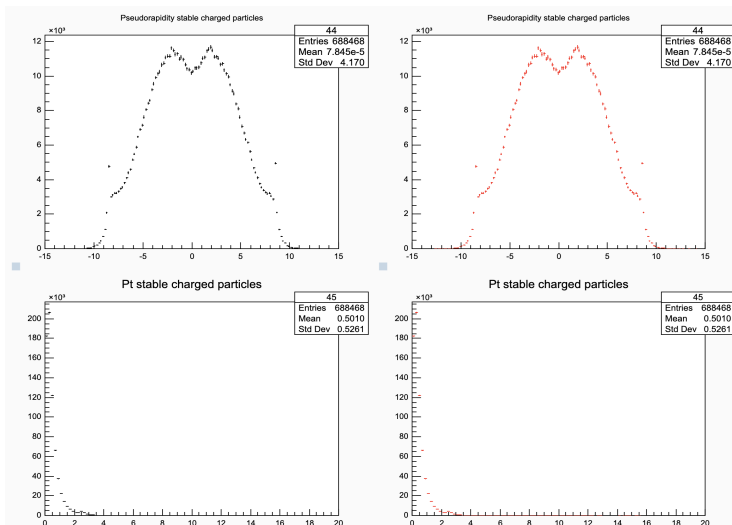 Pseudorapidity stable charged particles
×10³
44
Entries 688468
Mean 7.845e-5
Std Dev 4.170
12
10
8
6
4
2
0
-15 -10 -5 0 5 10 15
Pseudorapidity stable charged particles
×10³
44
Entries 688468
Mean 7.845e-5
Std Dev 4.170
12
10
8
6
4
2
0
-15 -10 -5 0 5 10 15
Pt stable charged particles
×10³
45
Entries 688468
Mean 0.5010
Std Dev 0.5261
200
180
160
140
120
100
80
60
40
20
0
0 2 4 6 8 10 12 14 16 18 20
Pt stable charged particles
×10³
45
Entries 688468
Mean 0.5010
Std Dev 0.5261
200
180
160
140
120
100
80
60
40
20
0
0 2 4 6 8 10 12 14 16 18 20